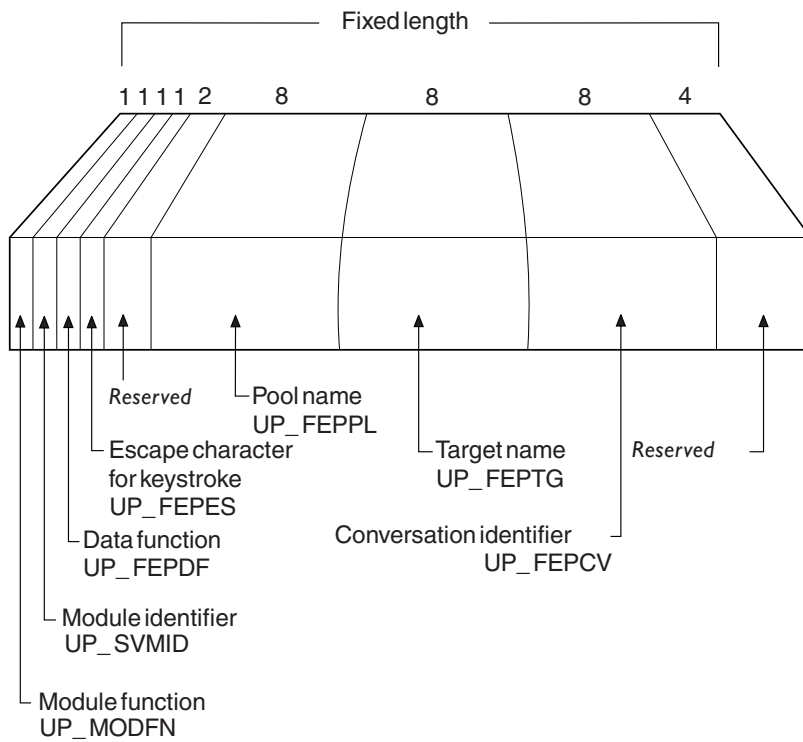 Fixed length
1 1 1 1 2 8 8 8 4
Reserved
Pool name
UP_FEPPL
Escape character
for keystroke
UP_FEPES
Target name
UP_FEPTG
Reserved
Data function
UP_FEPDF
Conversation identifier
UP_FEPCV
Module identifier
UP_SVMID
Module function
UP_MODFN